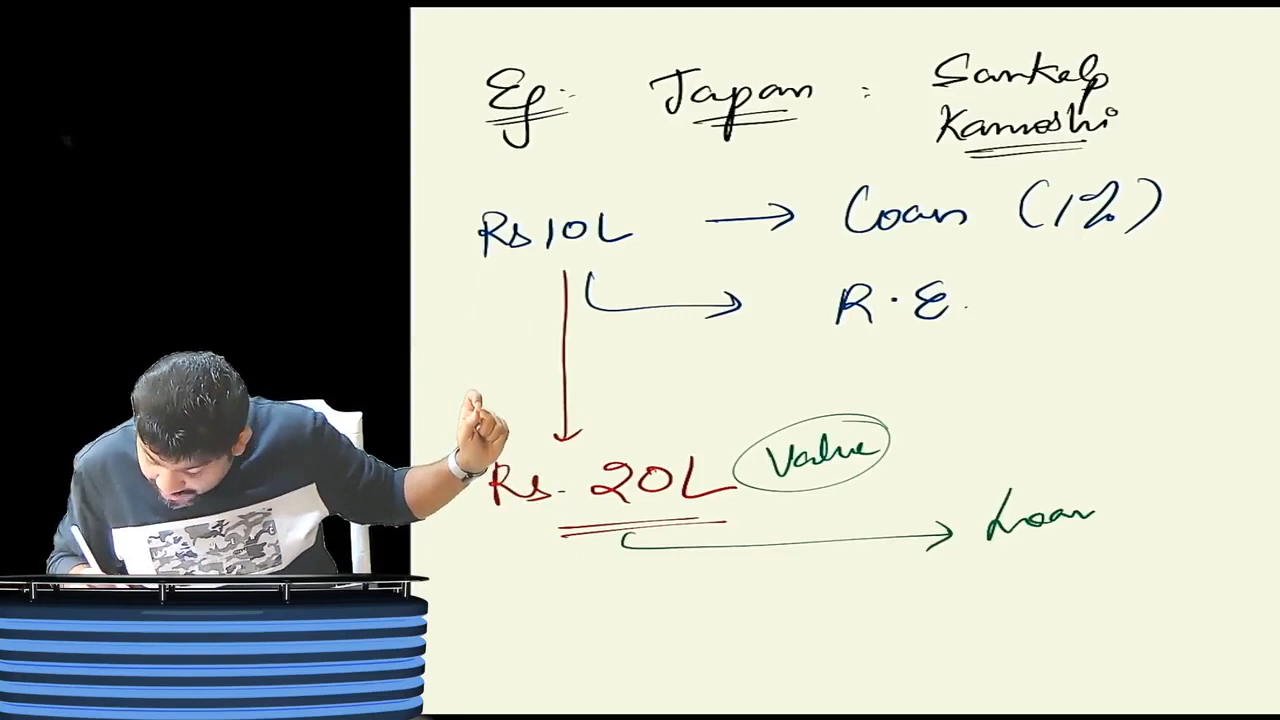 Eg: Japan : Sankalp
Kamoshi
Rs 10L → Loan (1%)
R.E.
Rs. 20L Value
Loan